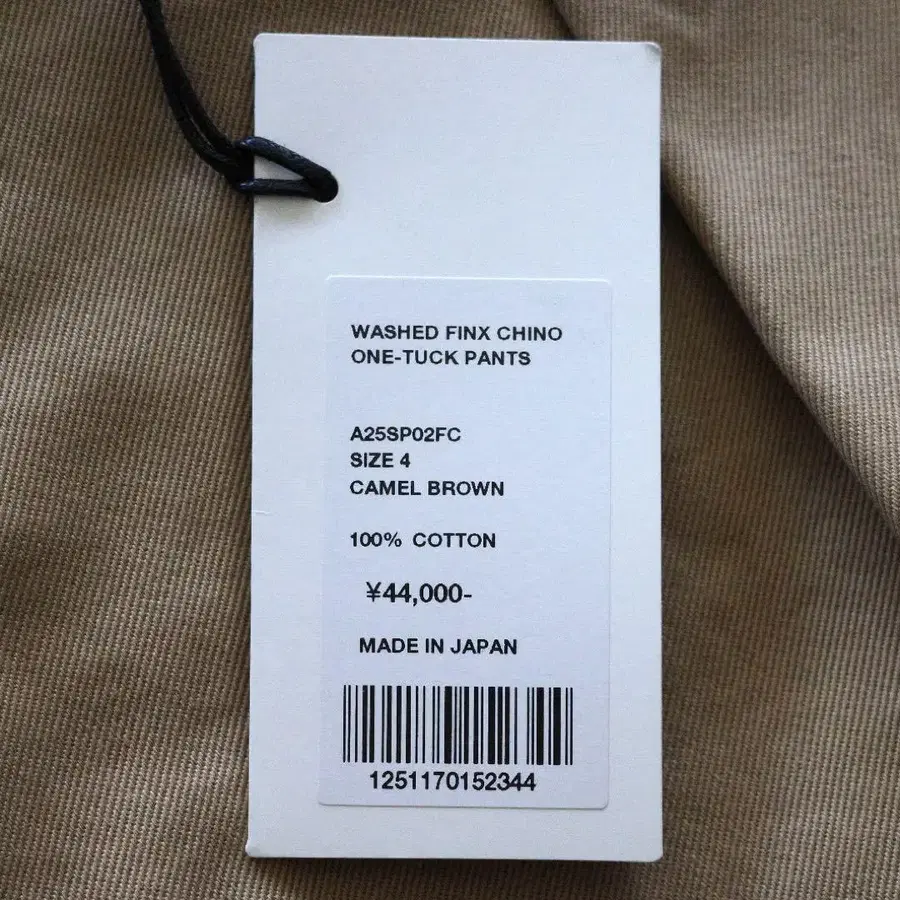 WASHED FINX CHINO
ONE-TUCK PANTS
A25SP02FC
SIZE 4
CAMEL BROWN
100% COTTON
¥44,000-
MADE IN JAPAN
1251170152344